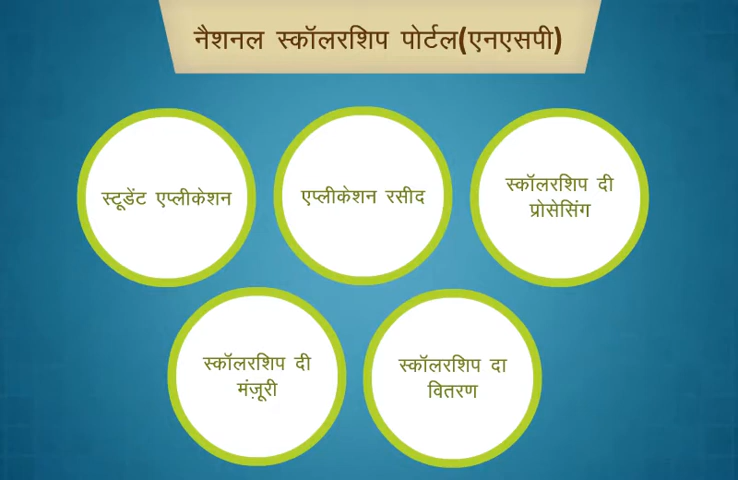 नैशनल स्कॉलरशिप पोर्टल(एनएसपी)
स्टूडेंट एप्लीकेशन
एप्लीकेशन रसीद
स्कॉलरशिप दी
प्रोसेसिंग
स्कॉलरशिप दी
मंज़ूरी
स्कॉलरशिप दा
वितरण